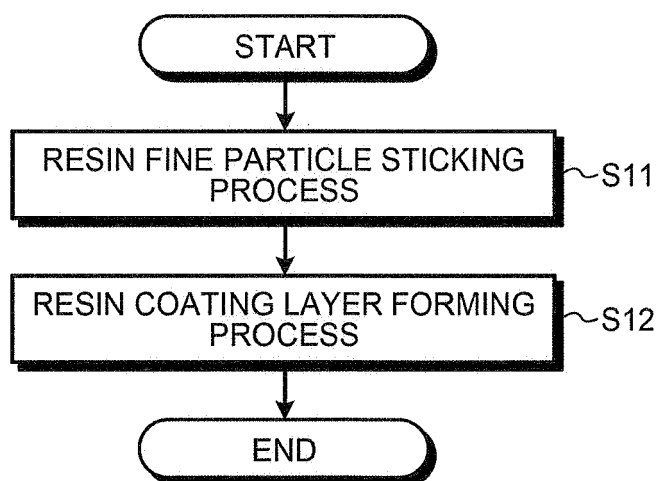 START
RESIN FINE PARTICLE STICKING
PROCESS
S11
RESIN COATING LAYER FORMING
PROCESS
S12
END